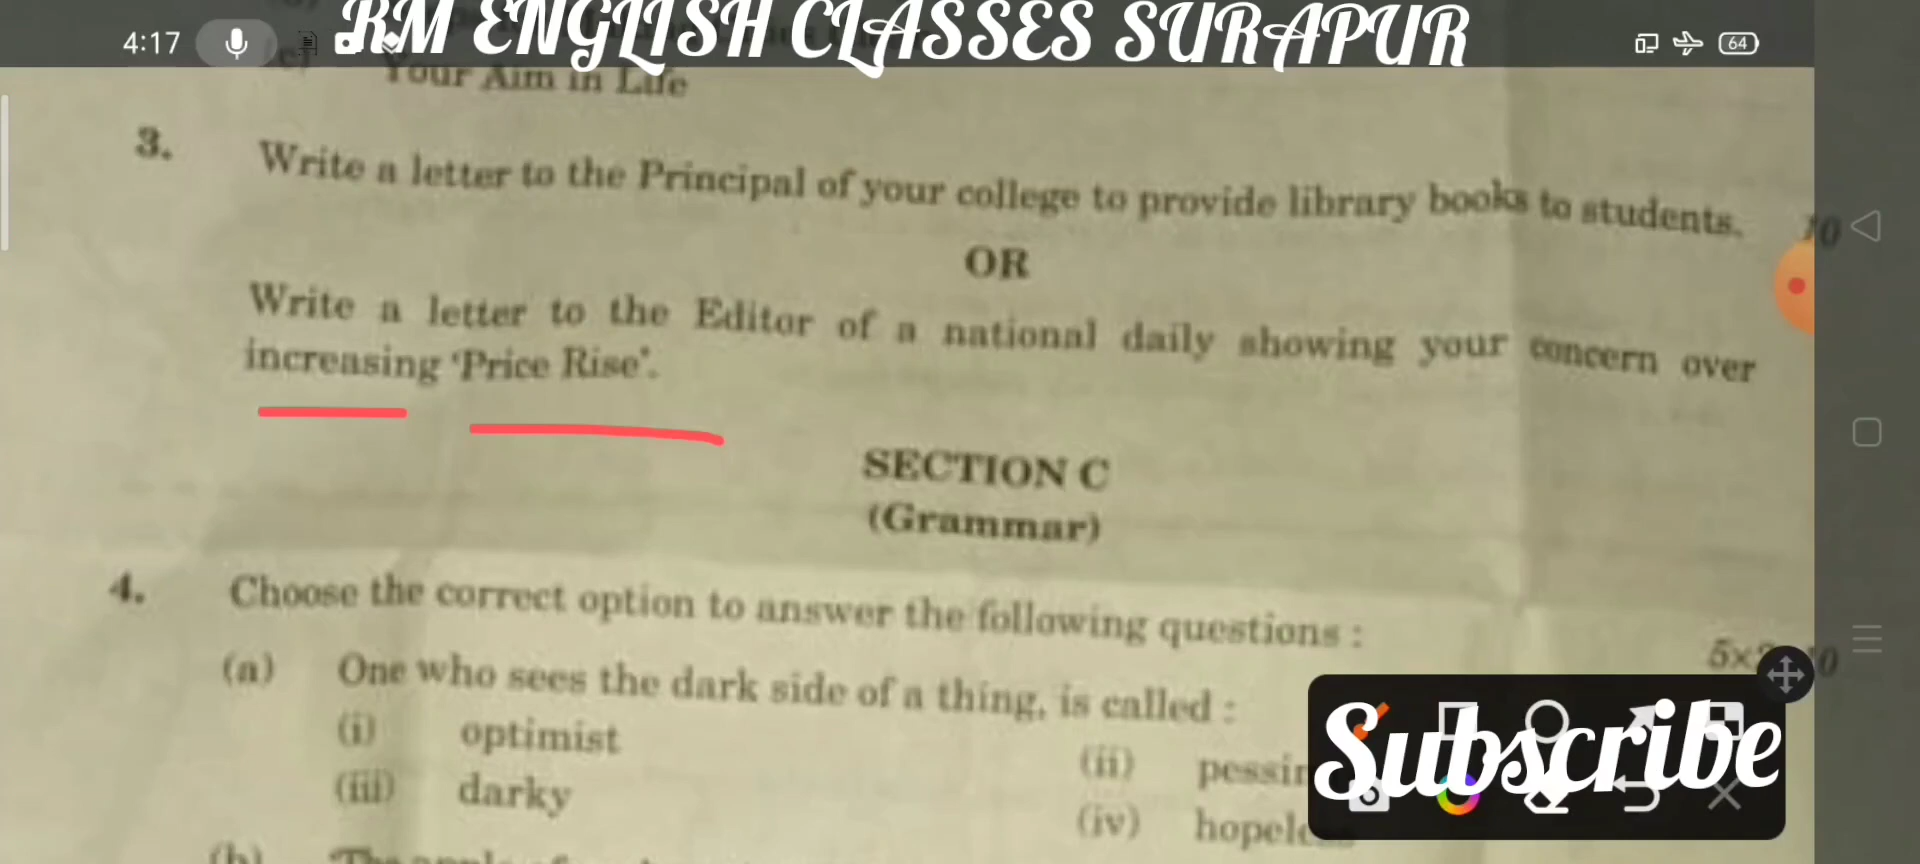 4:17
RM ENGLISH CLASSES SURAPUR
64
Your Aim in Life
3. Write a letter to the Principal of your college to provide library books to students. 10
OR
Write a letter to the Editor of a national daily showing your concern over
increasing 'Price Rise'.
SECTION C
(Grammar)
4. Choose the correct option to answer the following questions :
(a) One who sees the dark side of a thing, is called :
(i) optimist
(ii)
(iii) darky
(iv)
Subscribe
(b)